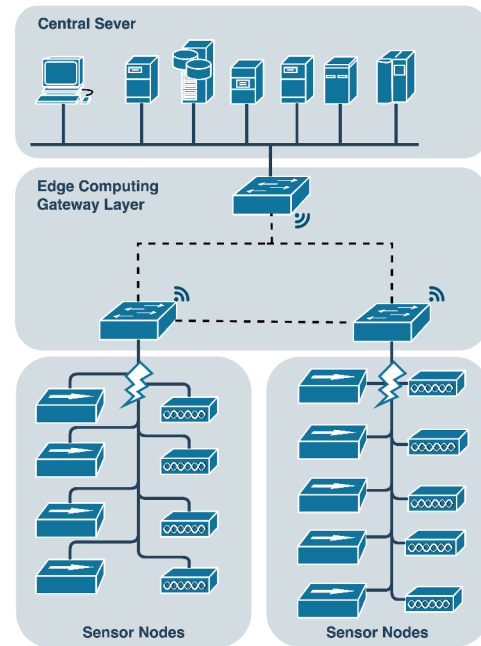 Central Sever
Edge Computing
Gateway Layer
Sensor Nodes
Sensor Nodes